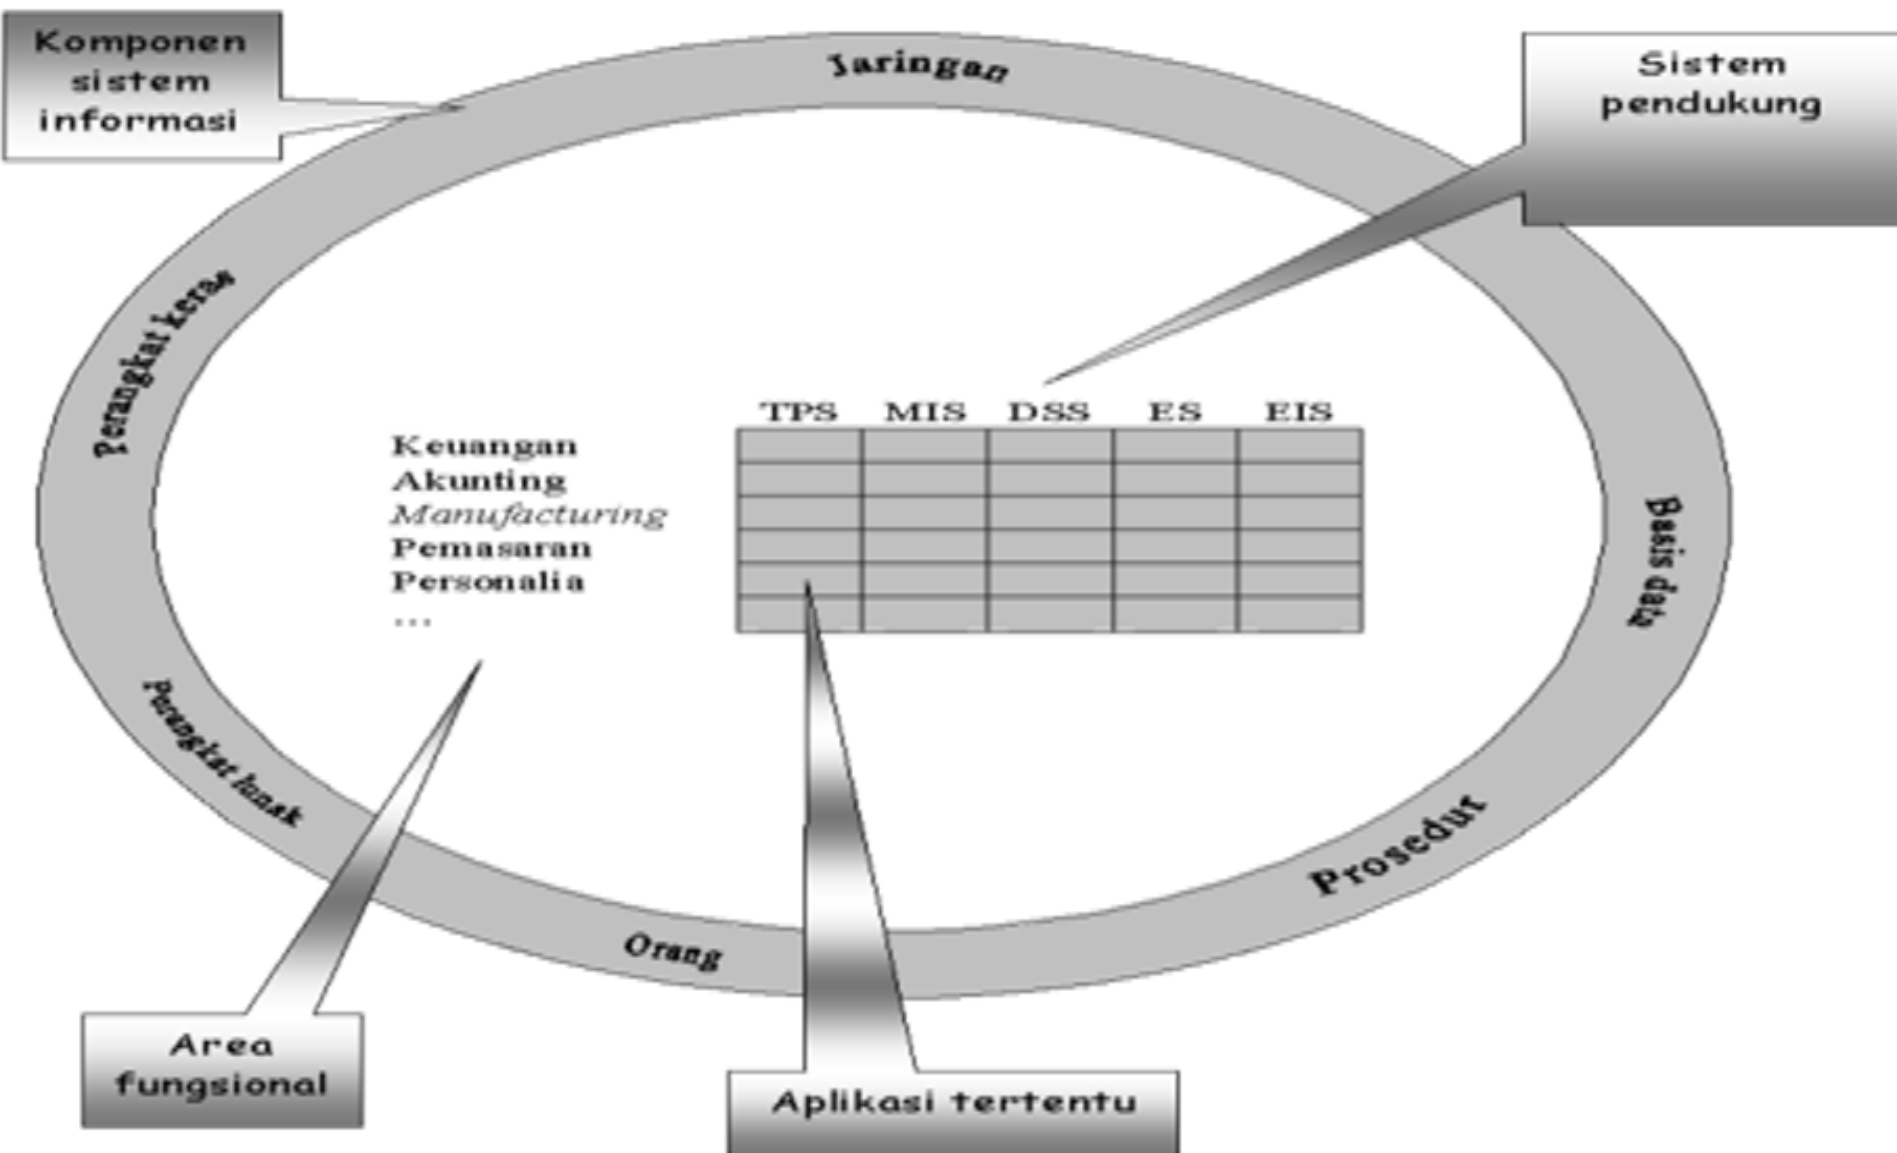 Komponen
sistem
informasi
Jaringan
Sistem
pendukung
Perangkat keras
TPS MIS DSS ES EIS
Keuangan
Akunting
Manufacturing
Pemasaran
Personalia
...
Basis data
Perangkat lunak
Prosedur
Orang
Area
fungsional
Aplikasi tertentu